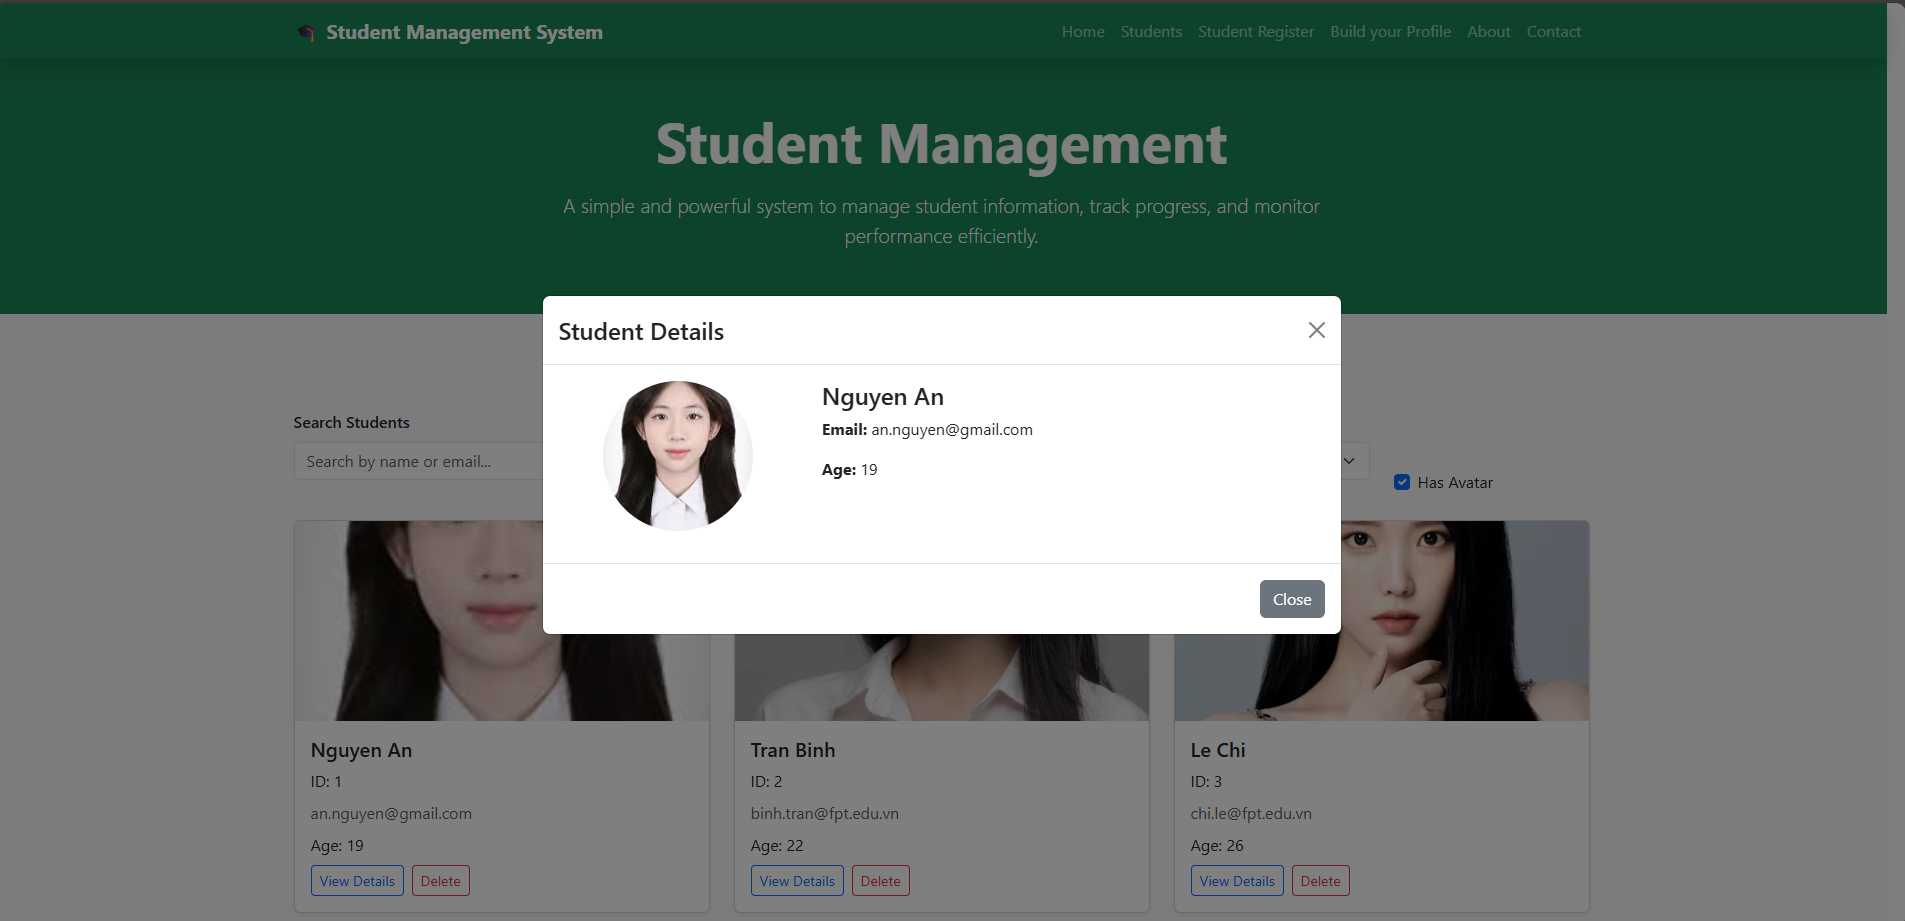 Student Management System
Home Students Student Register Build your Profile About Contact
Student Management
A simple and powerful system to manage student information, track progress, and monitor
performance efficiently.
Student Details
Nguyen An
Email: an.nguyen@gmail.com
Age: 19
Close
Search Students
Search by name or email...
Has Avatar
Nguyen An
ID: 1
an.nguyen@gmail.com
Age: 19
View Details Delete
Tran Binh
ID: 2
binh.tran@fpt.edu.vn
Age: 22
View Details Delete
Le Chi
ID: 3
chi.le@fpt.edu.vn
Age: 26
View Details Delete